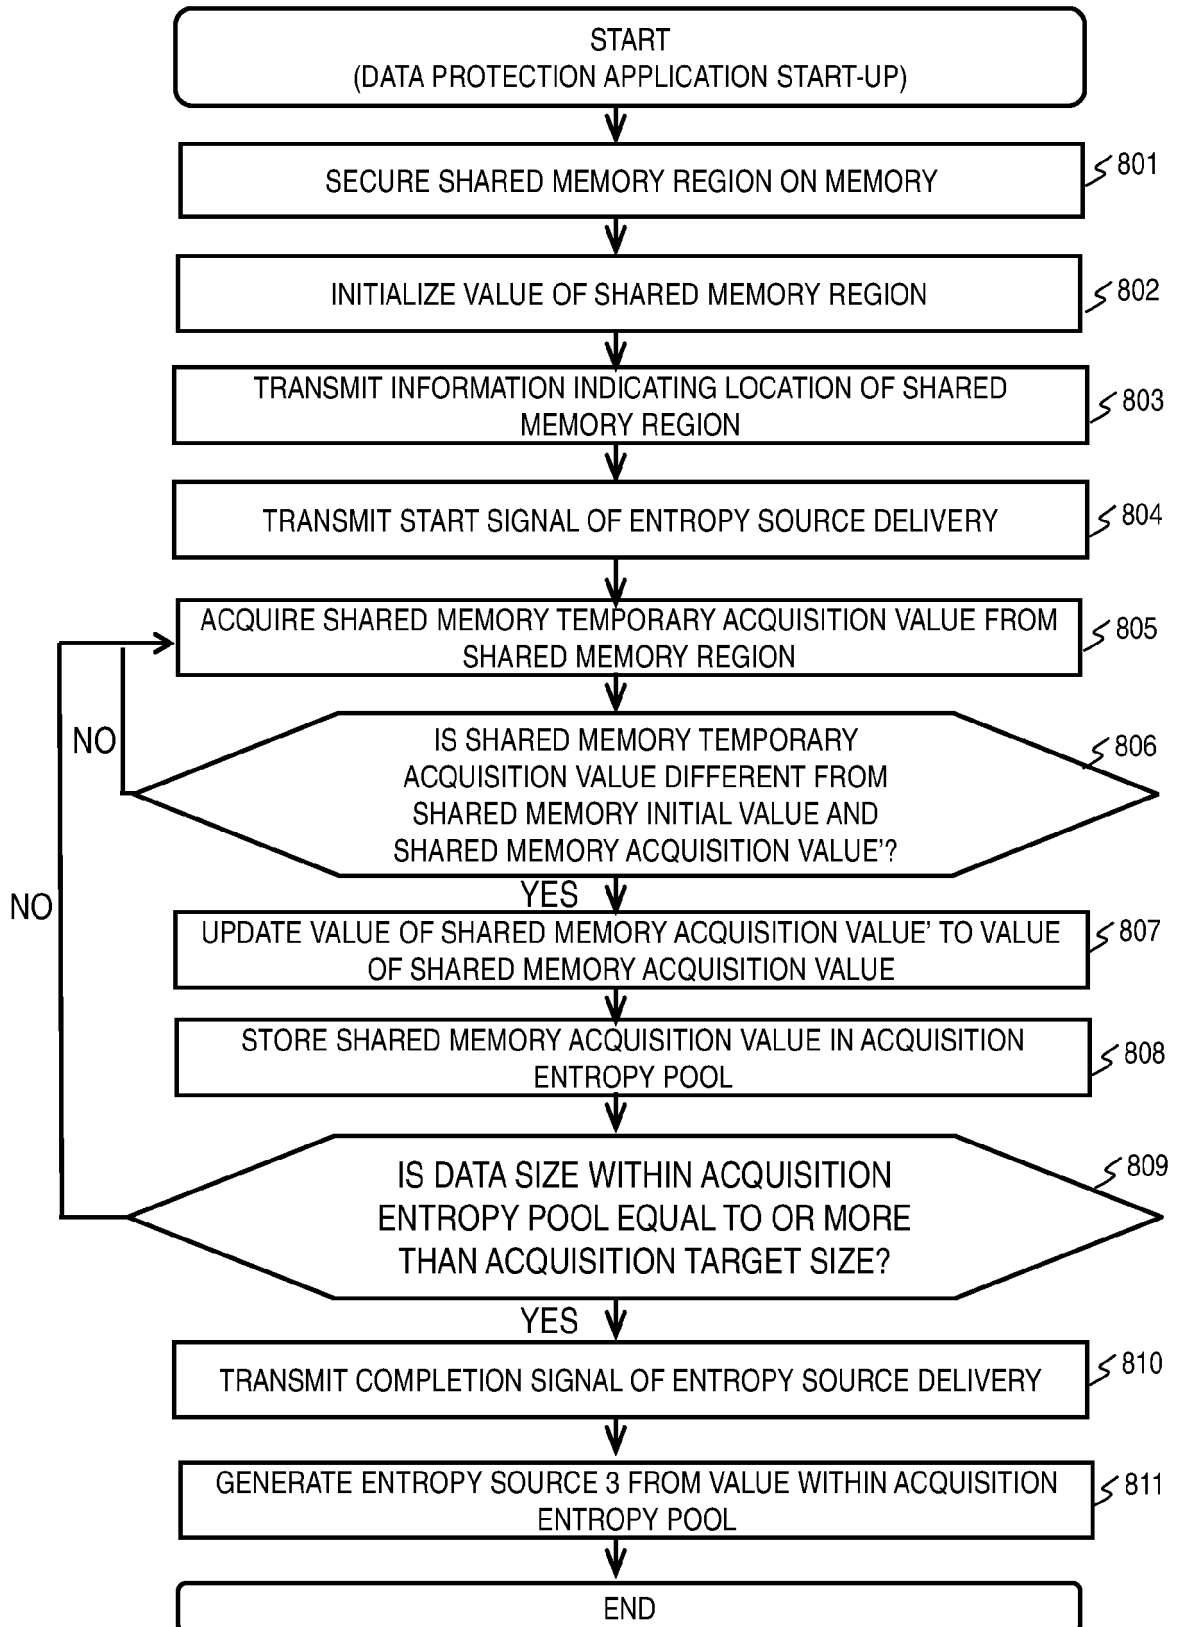 START
(DATA PROTECTION APPLICATION START-UP)
SECURE SHARED MEMORY REGION ON MEMORY
801
INITIALIZE VALUE OF SHARED MEMORY REGION
802
TRANSMIT INFORMATION INDICATING LOCATION OF SHARED
MEMORY REGION
803
TRANSMIT START SIGNAL OF ENTROPY SOURCE DELIVERY
804
ACQUIRE SHARED MEMORY TEMPORARY ACQUISITION VALUE FROM
SHARED MEMORY REGION
805
NO
IS SHARED MEMORY TEMPORARY
ACQUISITION VALUE DIFFERENT FROM
SHARED MEMORY INITIAL VALUE AND
SHARED MEMORY ACQUISITION VALUE'?
806
YES
NO
UPDATE VALUE OF SHARED MEMORY ACQUISITION VALUE' TO VALUE
OF SHARED MEMORY ACQUISITION VALUE
807
STORE SHARED MEMORY ACQUISITION VALUE IN ACQUISITION
ENTROPY POOL
808
IS DATA SIZE WITHIN ACQUISITION
ENTROPY POOL EQUAL TO OR MORE
THAN ACQUISITION TARGET SIZE?
809
YES
TRANSMIT COMPLETION SIGNAL OF ENTROPY SOURCE DELIVERY
810
GENERATE ENTROPY SOURCE 3 FROM VALUE WITHIN ACQUISITION
ENTROPY POOL
811
END